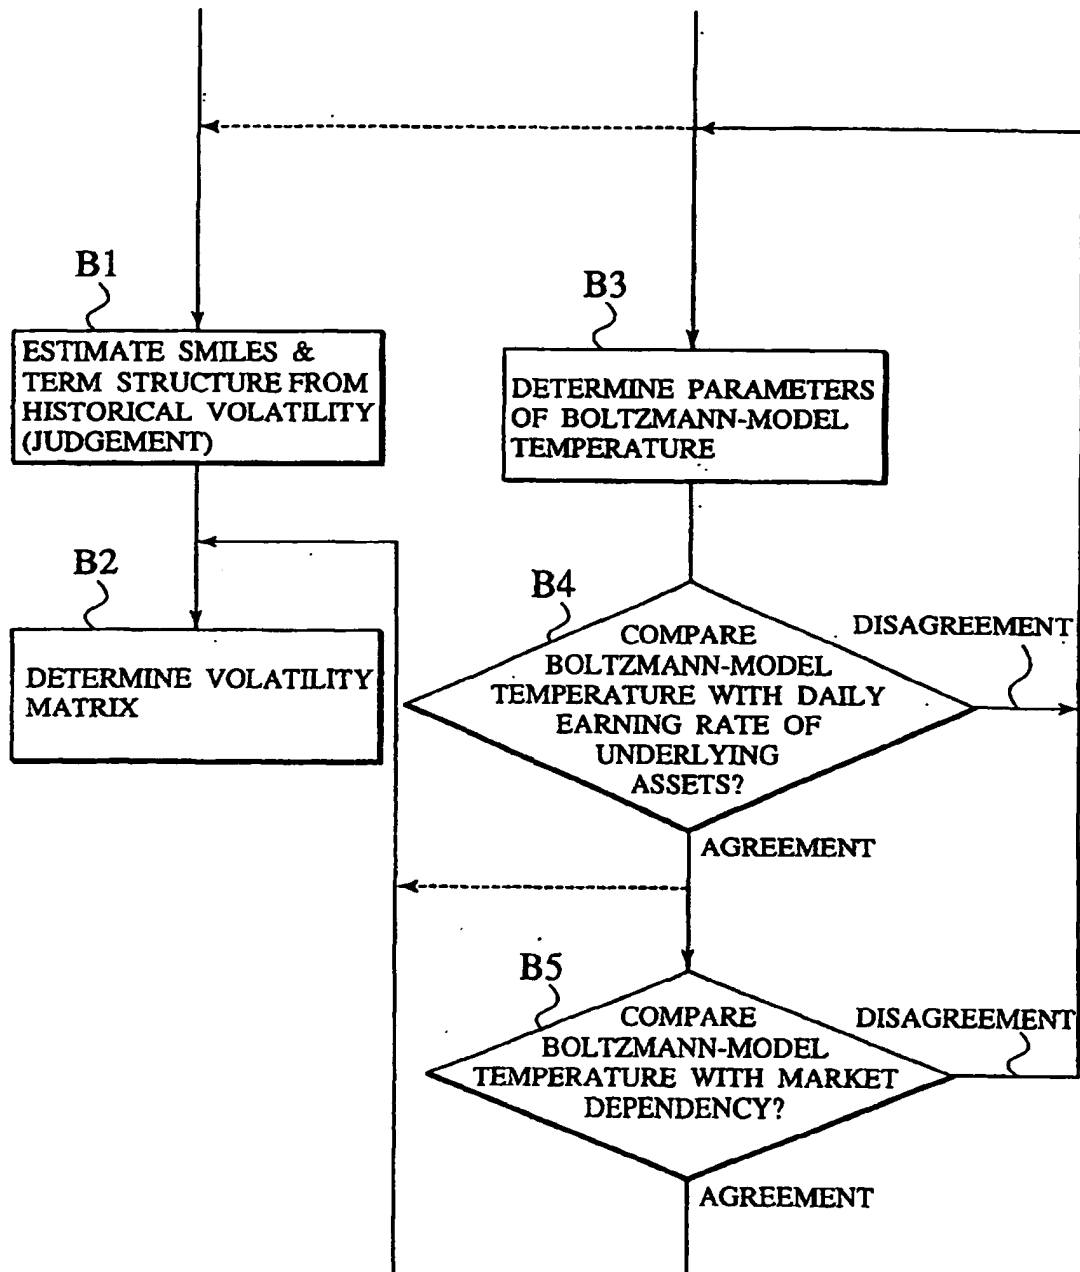 B1
ESTIMATE SMILES &
TERM STRUCTURE FROM
HISTORICAL VOLATILITY
(JUDGEMENT)
B3
DETERMINE PARAMETERS
OF BOLTZMANN-MODEL
TEMPERATURE
B2
DETERMINE VOLATILITY
MATRIX
B4
COMPARE
BOLTZMANN-MODEL
TEMPERATURE WITH DAILY
EARNING RATE OF
UNDERLYING
ASSETS?
DISAGREEMENT
AGREEMENT
B5
COMPARE
BOLTZMANN-MODEL
TEMPERATURE WITH MARKET
DEPENDENCY?
DISAGREEMENT
AGREEMENT